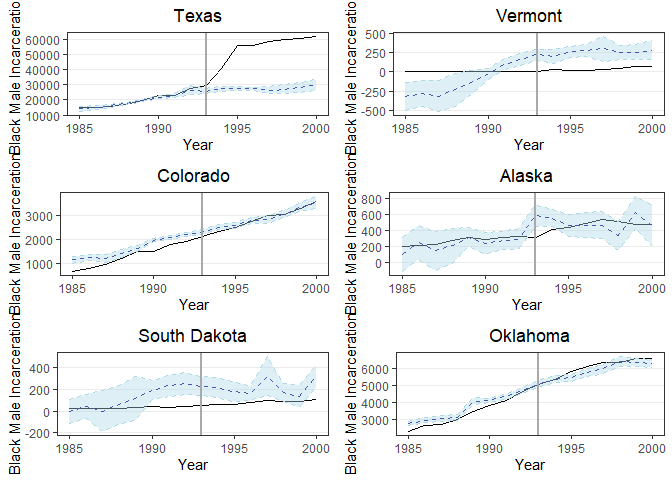 Texas
Black Male Incarceratio
60000
50000
40000
30000
20000
10000
1985
1990
1995
2000
Year
Vermont
Black Male Incarceratio
500
250
0
-250
-500
1985
1990
1995
2000
Year
Colorado
Black Male Incarceration
3000
2000
1000
1985
1990
1995
2000
Year
Alaska
Black Male Incarceration
800
600
400
200
0
1985
1990
1995
2000
Year
South Dakota
Black Male Incarceration
400
200
0
-200
1985
1990
1995
2000
Year
Oklahoma
Black Male Incarceration
6000
5000
4000
3000
1985
1990
1995
2000
Year